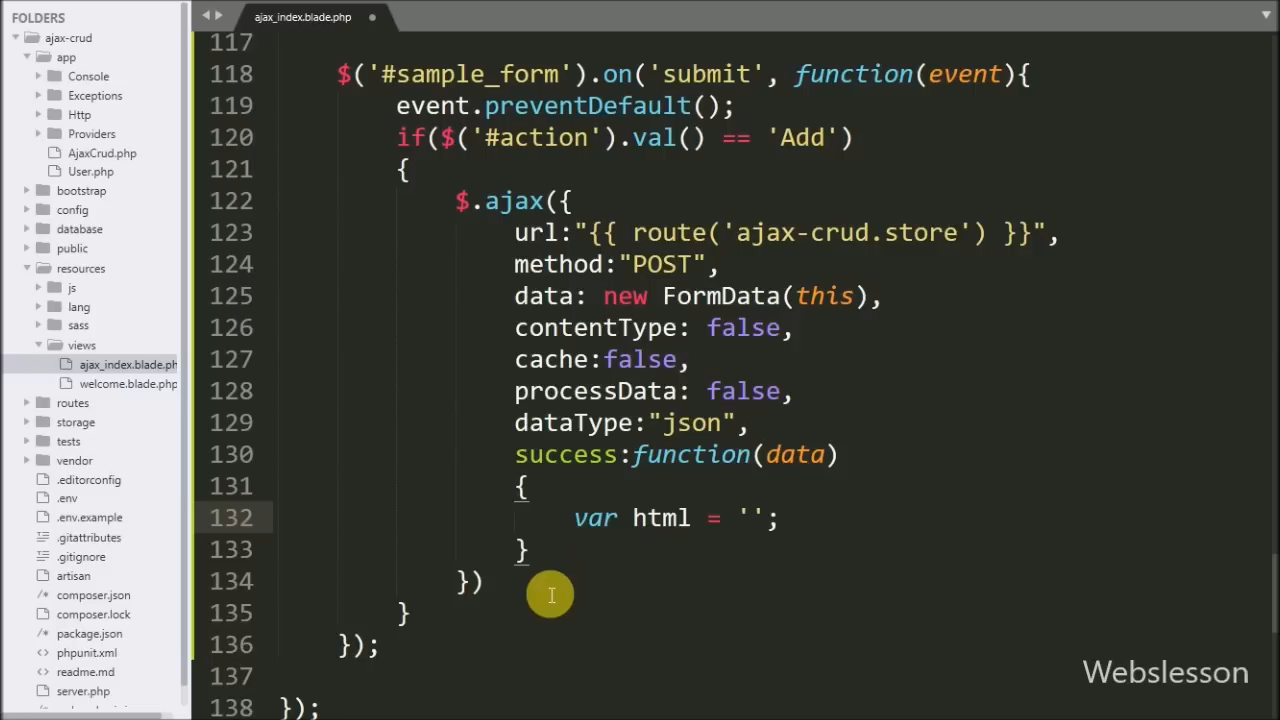 FOLDERS
ajax-crud
app
Console
Exceptions
Http
Providers
AjaxCrud.php
User.php
bootstrap
config
database
public
resources
js
lang
sass
views
ajax_index.blade.ph
welcome.blade.php
routes
storage
tests
vendor
.editorconfig
.env
.env.example
.gitattributes
.gitignore
artisan
composer.json
composer.lock
package.json
phpunit.xml
readme.md
server.php
ajax_index.blade.php
117
118 $('#sample_form').on('submit', function(event){
119 event.preventDefault();
120 if($('#action').val() == 'Add')
121 {
122 $.ajax({
123 url:"{{ route('ajax-crud.store') }}",
124 method:"POST",
125 data: new FormData(this),
126 contentType: false,
127 cache:false,
128 processData: false,
129 dataType:"json",
130 success:function(data)
131 {
132 var html = '';
133 }
134 })
135 }
136 });
137
138 });
Webslesson